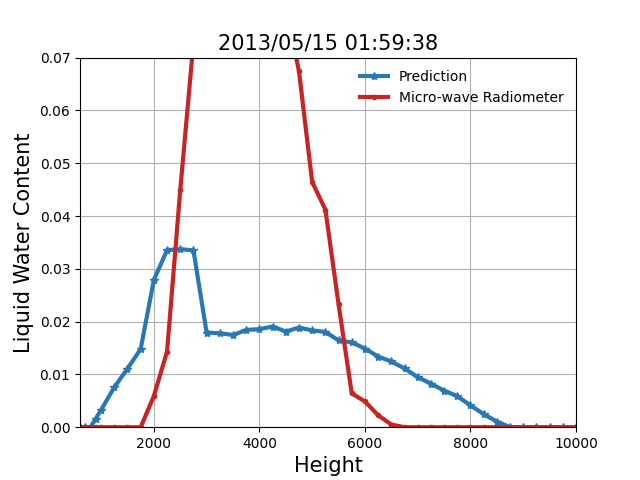 2013/05/15 01:59:38
Prediction
Micro-wave Radiometer
Liquid Water Content
0.07
0.06
0.05
0.04
0.03
0.02
0.01
0.00
2000 4000 6000 8000 10000
Height